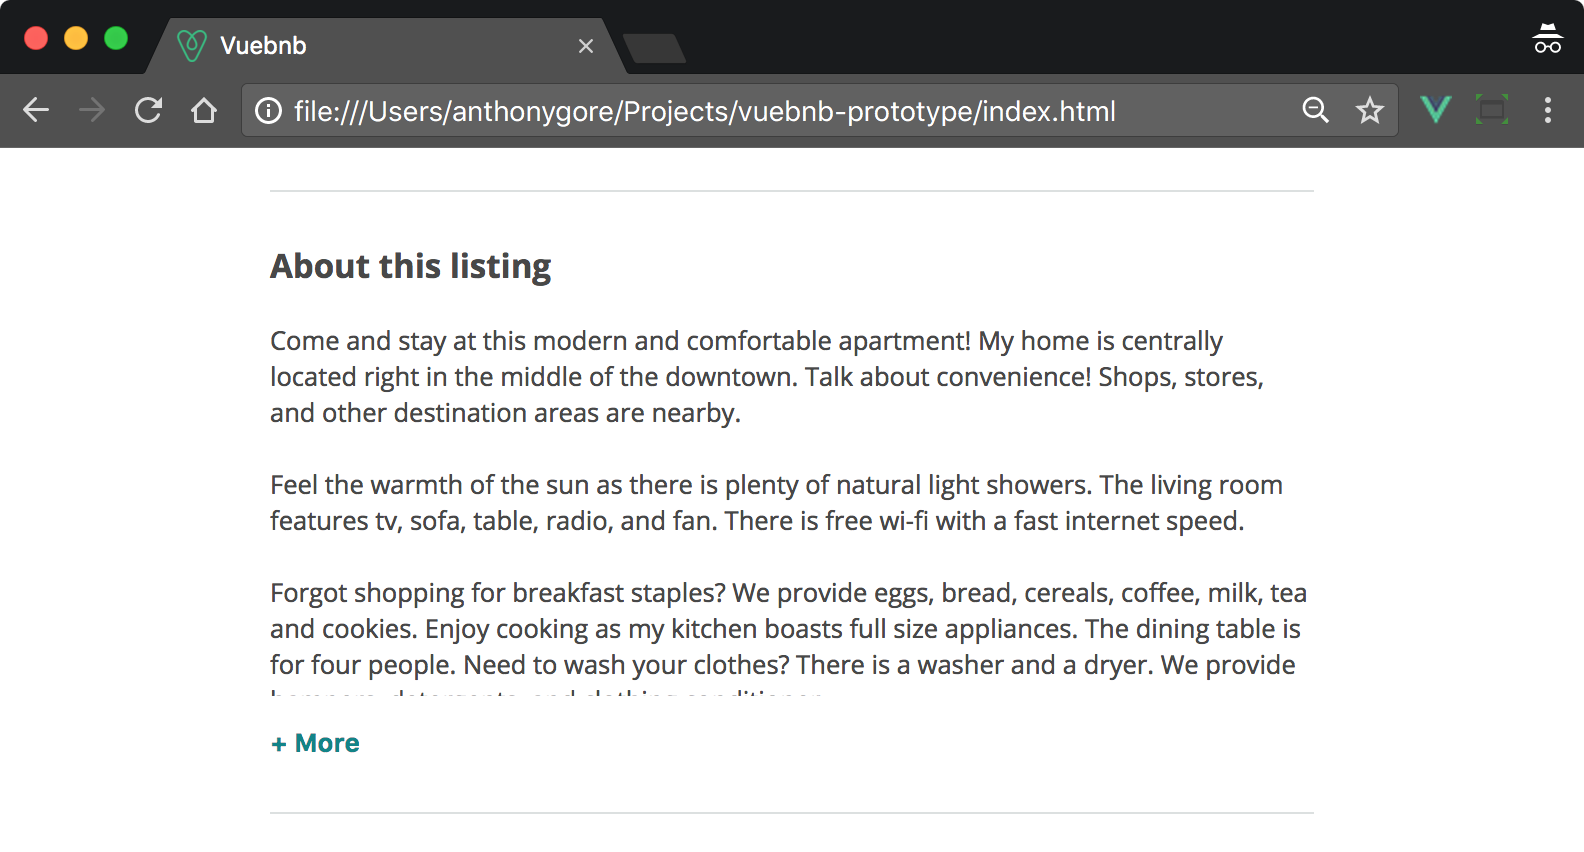 Vuebnb
file:///Users/anthonygore/Projects/vuebnb-prototype/index.html
About this listing
Come and stay at this modern and comfortable apartment! My home is centrally
located right in the middle of the downtown. Talk about convenience! Shops, stores,
and other destination areas are nearby.
Feel the warmth of the sun as there is plenty of natural light showers. The living room
features tv, sofa, table, radio, and fan. There is free wi-fi with a fast internet speed.
Forgot shopping for breakfast staples? We provide eggs, bread, cereals, coffee, milk, tea
and cookies. Enjoy cooking as my kitchen boasts full size appliances. The dining table is
for four people. Need to wash your clothes? There is a washer and a dryer. We provide
hampers, detergents, and clothing conditioner.
+ More